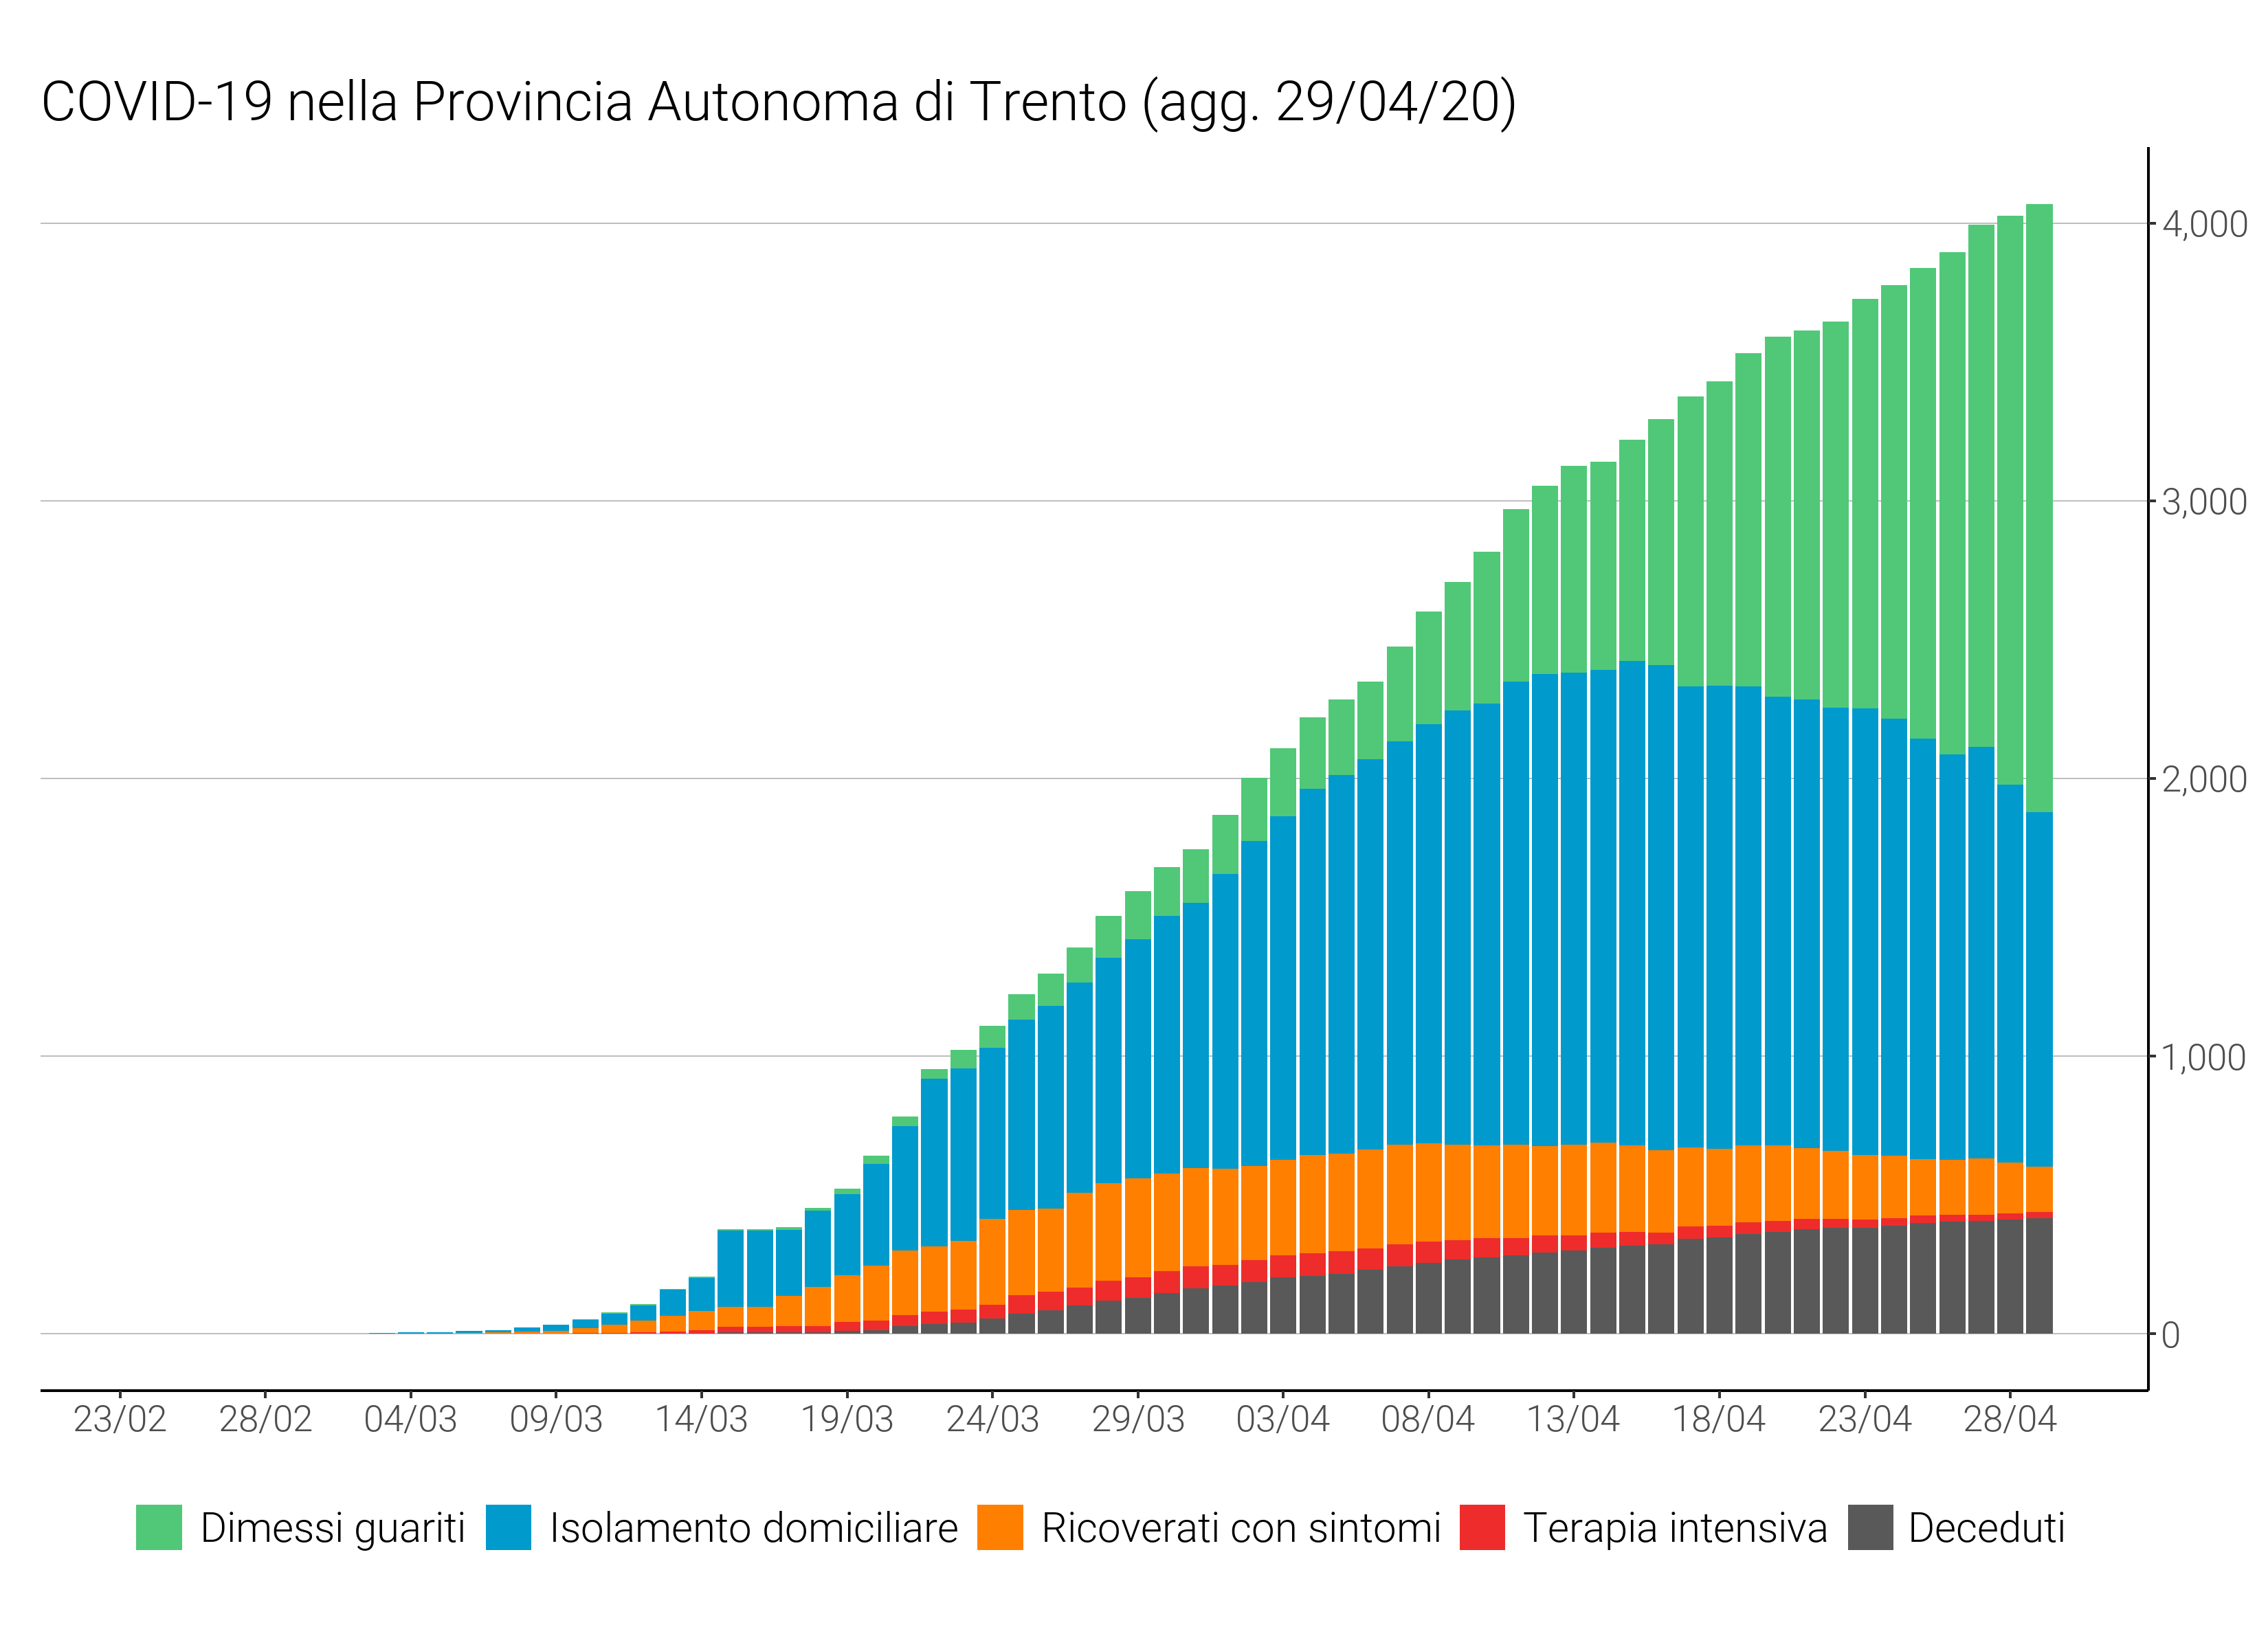 COVID-19 nella Provincia Autonoma di Trento (agg. 29/04/20)
4,000
3,000
2,000
1,000
0
23/02 28/02 04/03 09/03 14/03 19/03 24/03 29/03 03/04 08/04 13/04 18/04 23/04 28/04
Dimessi guariti Isolamento domiciliare Ricoverati con sintomi Terapia intensiva Deceduti